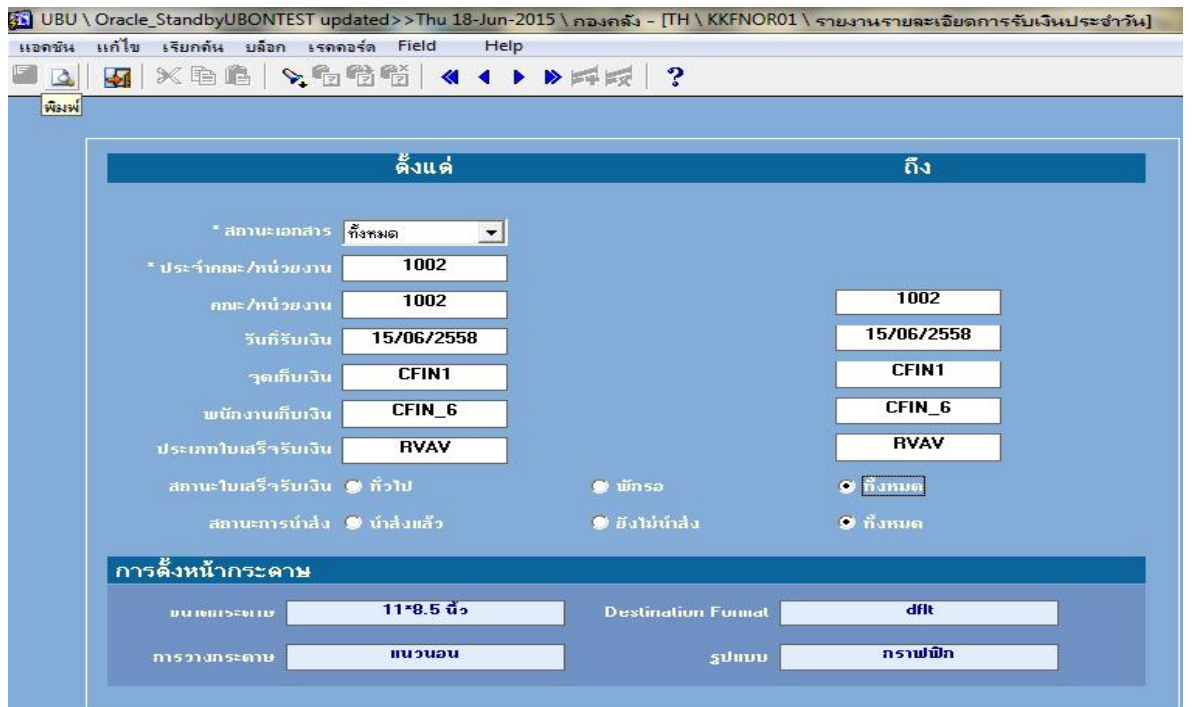 UBU \ Oracle_StandbyUBONTEST updated>>Thu 18-Jun-2015 \ กองคลัง - [TH \ KKFNOR01 \ รายงานรายละเอียดการรับเงินประจำวัน]
แอคชัน แก้ไข เรียกค้น บล็อก เรคคอร์ด Field Help
พิมพ์
ตั้งแต่ ถึง
* สถานะเอกสาร ทั้งหมด
* ประจำคณะ/หน่วยงาน 1002
คณะ/หน่วยงาน 1002 1002
วันที่รับเงิน 15/06/2558 15/06/2558
จุดเก็บเงิน CFIN1 CFIN1
พนักงานเก็บเงิน CFIN_6 CFIN_6
ประเภทใบเสร็จรับเงิน RVAV RVAV
สถานะใบเสร็จรับเงิน ทั่วไป พักรอ ทั้งหมด
สถานะการนำส่ง นำส่งแล้ว ยังไม่นำส่ง ทั้งหมด
การตั้งหน้ากระดาษ
ขนาดกระดาษ 11*8.5 นิ้ว Destination Format dflt
การวางกระดาษ แนวนอน รูปแบบ กราฟฟิก